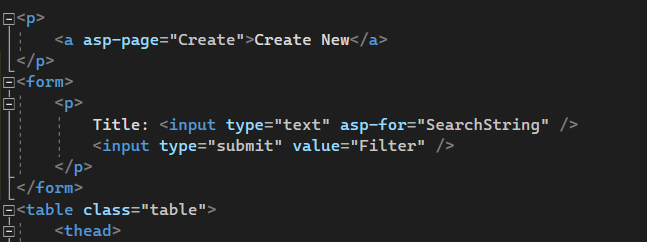 <p>
<a asp-page="Create">Create New</a>
</p>
<form>
<p>
Title: <input type="text" asp-for="SearchString" />
<input type="submit" value="Filter" />
</p>
</form>
<table class="table">
<thead>